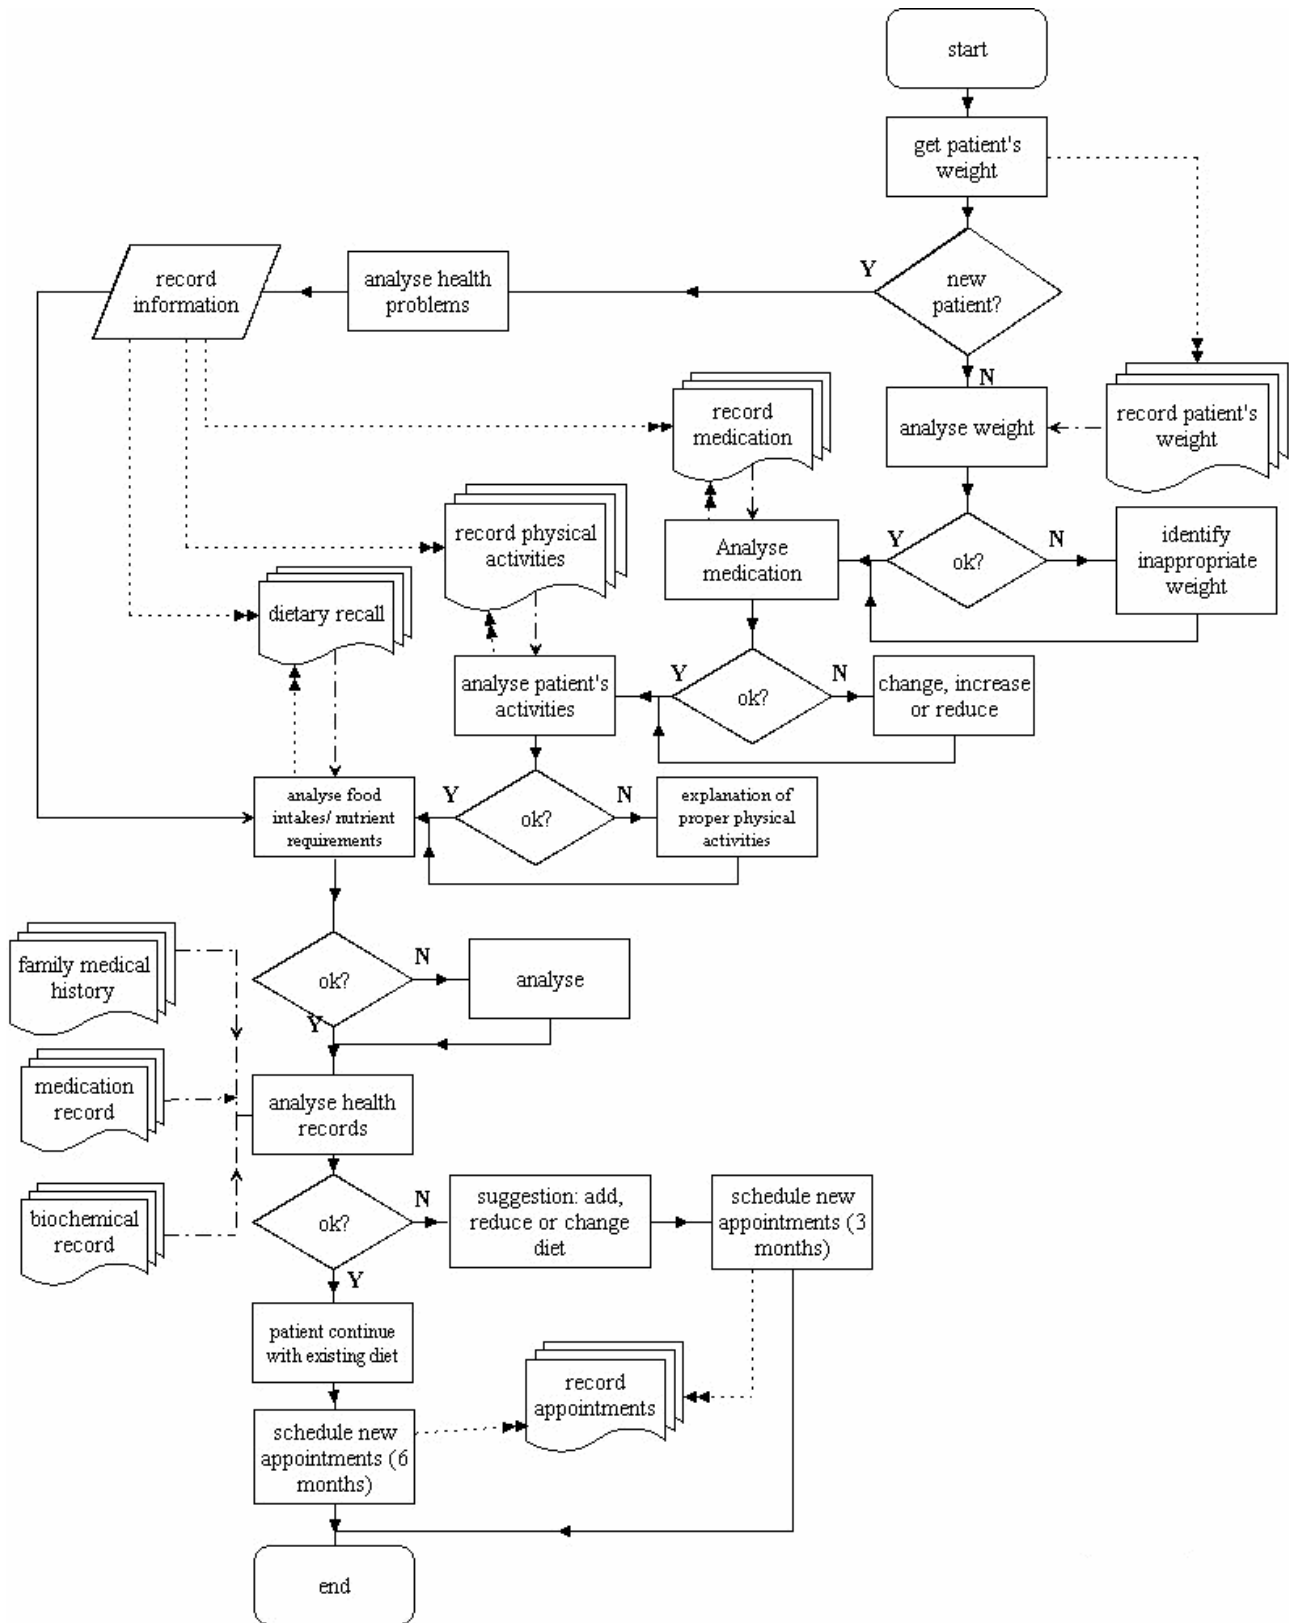 start
get patient's
weight
new
patient?
Y
N
analyse health
problems
record
information
record patient's
weight
analyse weight
ok?
Y
N
identify
inappropriate
weight
record
medication
Analyse
medication
ok?
Y
N
change, increase
or reduce
record physical
activities
analyse patient's
activities
ok?
Y
N
explanation of
proper physical
activities
dietary recall
analyse food
intakes/ nutrient
requirements
ok?
N
Y
analyse
family medical
history
medication
record
biochemical
record
analyse health
records
ok?
N
Y
suggestion: add,
reduce or change
diet
schedule new
appointments (3
months)
patient continue
with existing diet
record
appointments
schedule new
appointments (6
months)
end